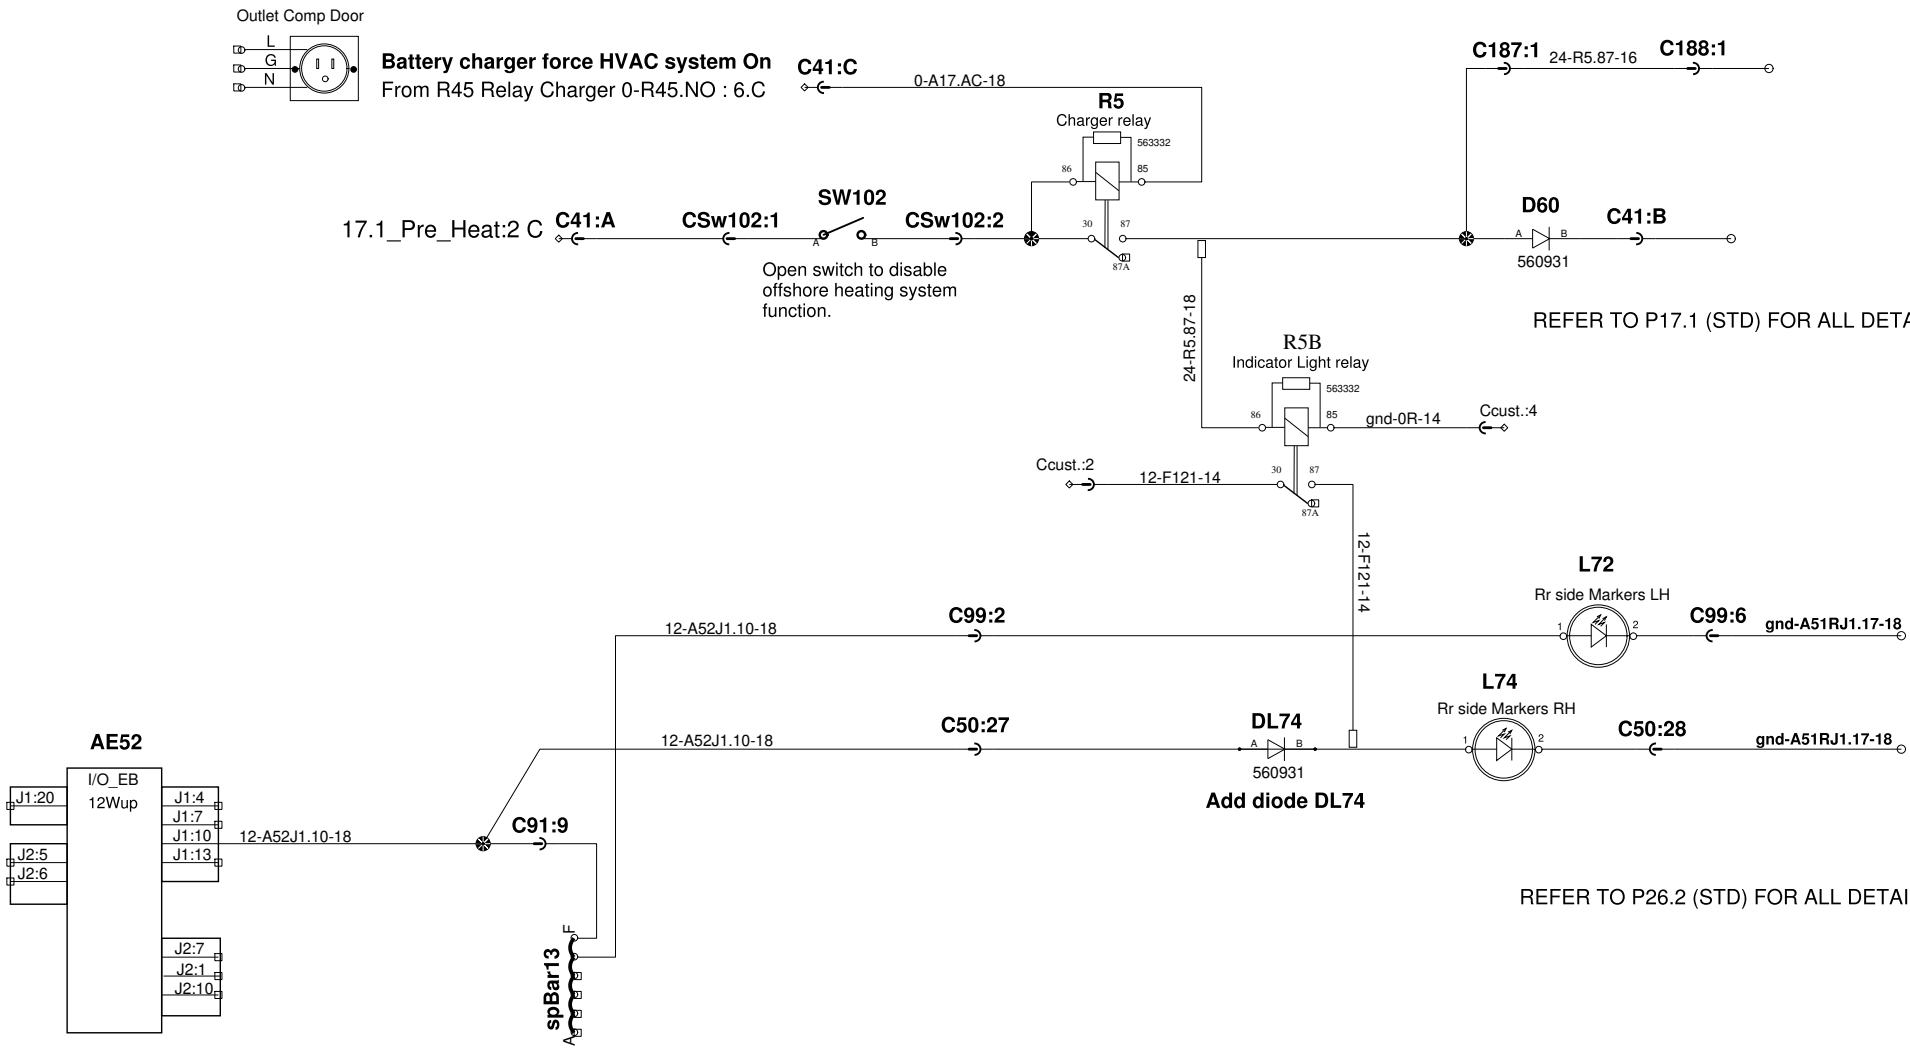 Outlet Comp Door
L
G
N
Battery charger force HVAC system On
From R45 Relay Charger 0-R45.NO : 6.C
C41:C
0-A17.AC-18
R5
Charger relay
563332
86
85
C187:1
24-R5.87-16
C188:1
17.1_Pre_Heat:2 C
C41:A
CSw102:1
SW102
A
B
CSw102:2
30
87
87A
D60
A
B
560931
C41:B
Open switch to disable
offshore heating system
function.
24-R5.87-18
REFER TO P17.1 (STD) FOR ALL DETA
R5B
Indicator Light relay
563332
86
85
gnd-0R-14
Ccust.:4
Ccust.:2
12-F121-14
30
87
87A
12-F121-14
L72
Rr side Markers LH
12-A52J1.10-18
C99:2
1
2
C99:6
gnd-A51RJ1.17-18
L74
Rr side Markers RH
12-A52J1.10-18
C50:27
DL74
A
B
560931
Add diode DL74
1
2
C50:28
gnd-A51RJ1.17-18
AE52
I/O_EB
12Wup
J1:20
J2:5
J2:6
J1:4
J1:7
J1:10
J1:13
J2:7
J2:1
J2:10
12-A52J1.10-18
C91:9
F
spBar13
A
REFER TO P26.2 (STD) FOR ALL DETAI